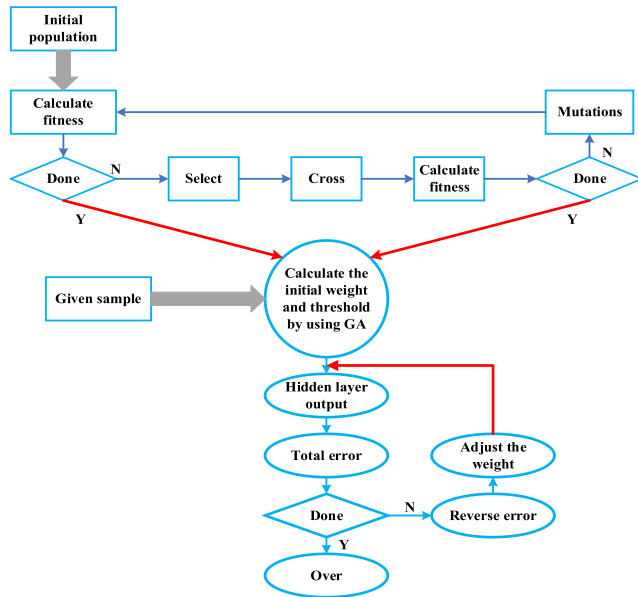 Initial
population
Calculate
fitness
Mutations
Done
N
Select
Cross
Calculate
fitness
Done
N
Y
Y
Given sample
Calculate the
initial weight
and threshold
by using GA
Hidden layer
output
Total error
Adjust the
weight
Done
N
Reverse error
Y
Over